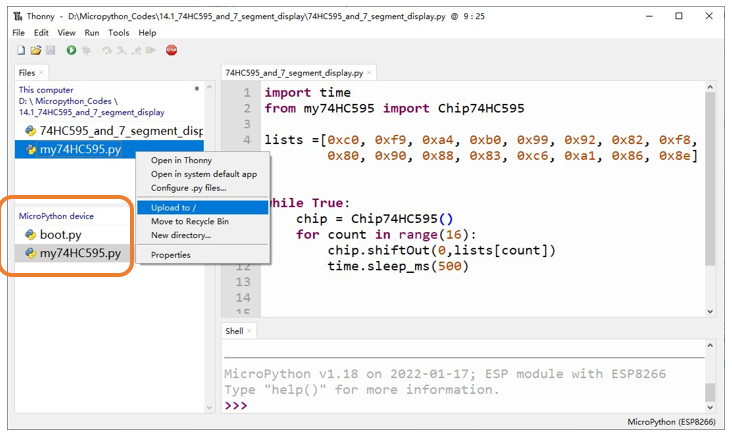 Thonny - D:\Micropython_Codes\14.1_74HC595_and_7_segment_display\74HC595_and_7_segment_display.py @ 9 : 25
File Edit View Run Tools Help
STOP
Files ×
This computer
D: \ Micropython_Codes \
14.1_74HC595_and_7_segment_display
74HC595_and_7_segment_disp
my74HC595.py
Open in Thonny
Open in system default app
Configure .py files...
Upload to /
Move to Recycle Bin
New directory...
Properties
MicroPython device
boot.py
my74HC595.py
74HC595_and_7_segment_display.py ×
1 import time
2 from my74HC595 import Chip74HC595
3
4 lists =[0xc0, 0xf9, 0xa4, 0xb0, 0x99, 0x92, 0x82, 0xf8,
0x80, 0x90, 0x88, 0x83, 0xc6, 0xa1, 0x86, 0x8e]
while True:
chip = Chip74HC595()
for count in range(16):
chip.shiftOut(0,lists[count])
12 time.sleep_ms(500)
13
14
15
Shell ×
MicroPython v1.18 on 2022-01-17; ESP module with ESP8266
Type "help()" for more information.
>>>
MicroPython (ESP8266)